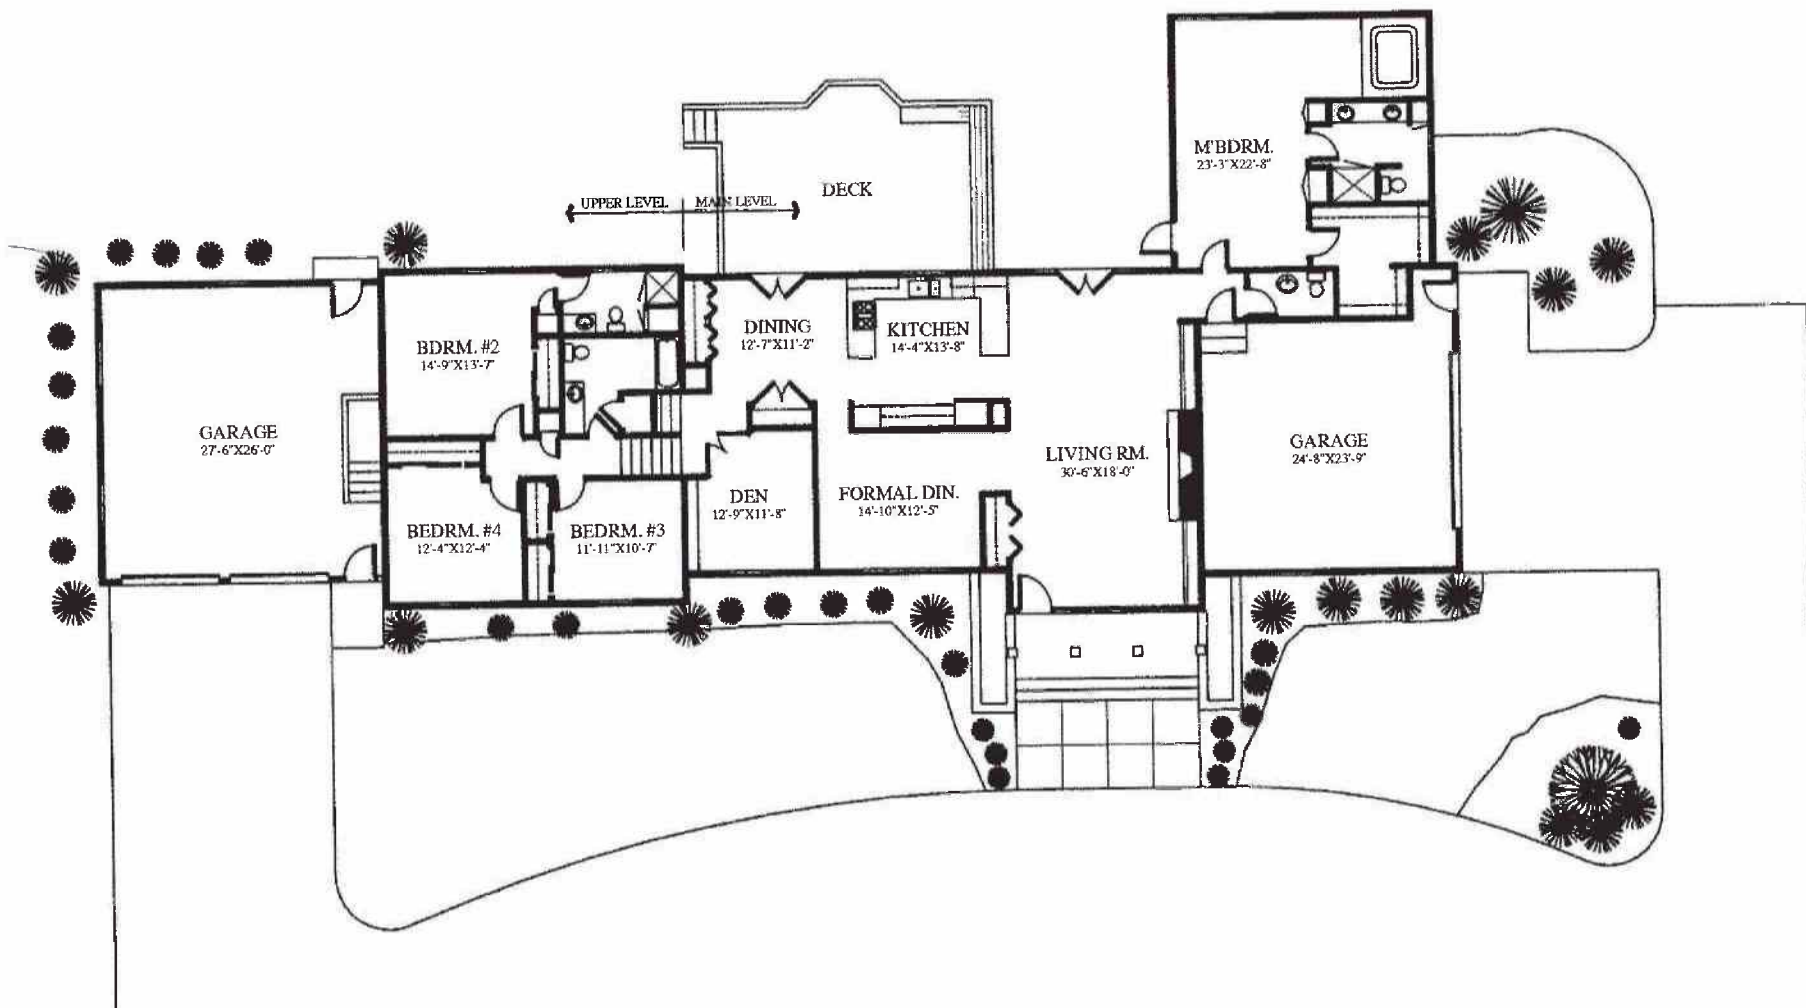 M'BDRM.
23'-3"X22'-8"
DECK
UPPER LEVEL
MAIN LEVEL
BDRM. #2
14'-9"X13'-7"
DINING
12'-7"X11'-2"
KITCHEN
14'-4"X13'-8"
GARAGE
27'-6"X26'-0"
GARAGE
24'-8"X23'-9"
LIVING RM.
30'-6"X18'-0"
DEN
12'-9"X11'-8"
FORMAL DIN.
14'-10"X12'-5"
BEDRM. #4
12'-4"X12'-4"
BEDRM. #3
11'-11"X10'-7"